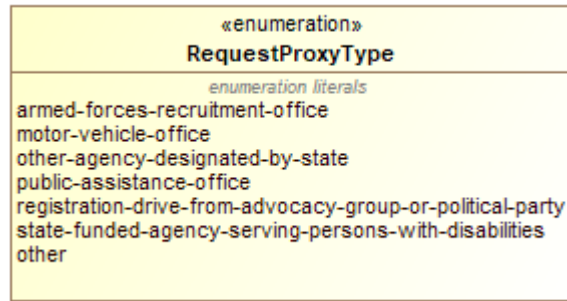 «enumeration»
RequestProxyType
enumeration literals
armed-forces-recruitment-office
motor-vehicle-office
other-agency-designated-by-state
public-assistance-office
registration-drive-from-advocacy-group-or-political-party
state-funded-agency-serving-persons-with-disabilities
other